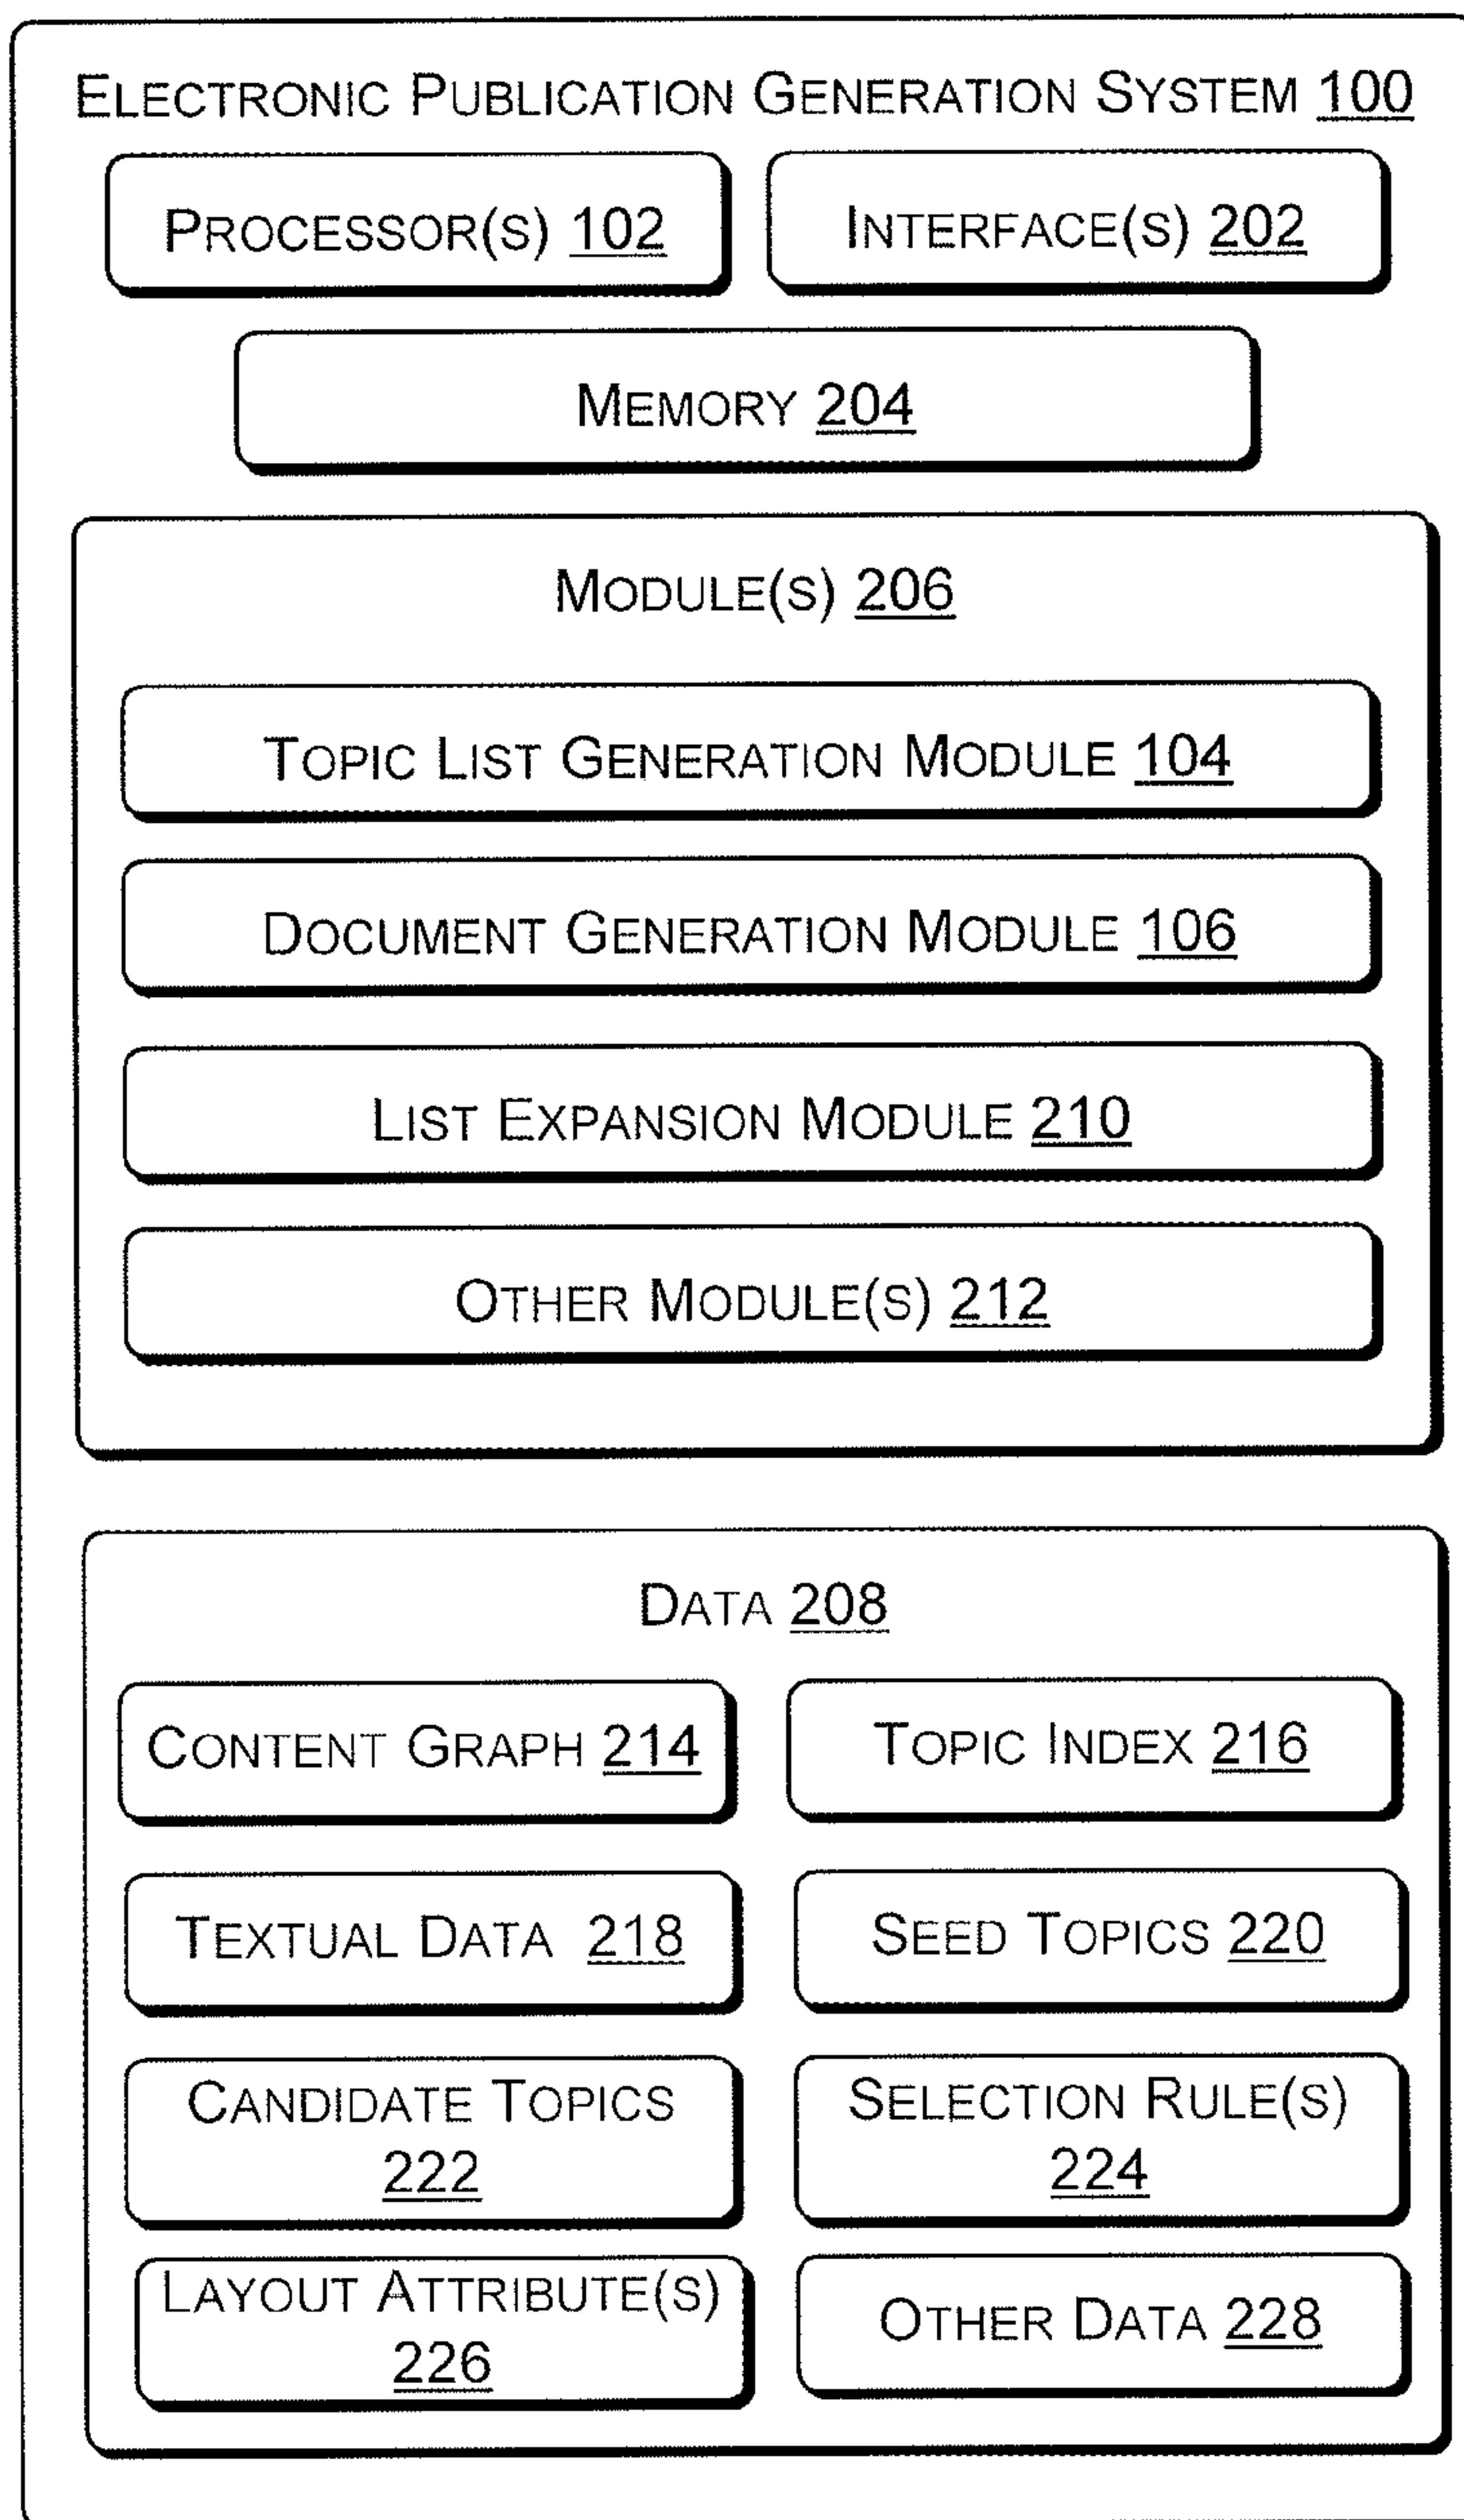 ELECTRONIC PUBLICATION GENERATION SYSTEM 100
PROCESSOR(S) 102
INTERFACE(S) 202
MEMORY 204
MODULE(S) 206
TOPIC LIST GENERATION MODULE 104
DOCUMENT GENERATION MODULE 106
LIST EXPANSION MODULE 210
OTHER MODULE(S) 212
DATA 208
CONTENT GRAPH 214
TOPIC INDEX 216
TEXTUAL DATA 218
SEED TOPICS 220
CANDIDATE TOPICS
222
SELECTION RULE(S)
224
LAYOUT ATTRIBUTE(S)
226
OTHER DATA 228